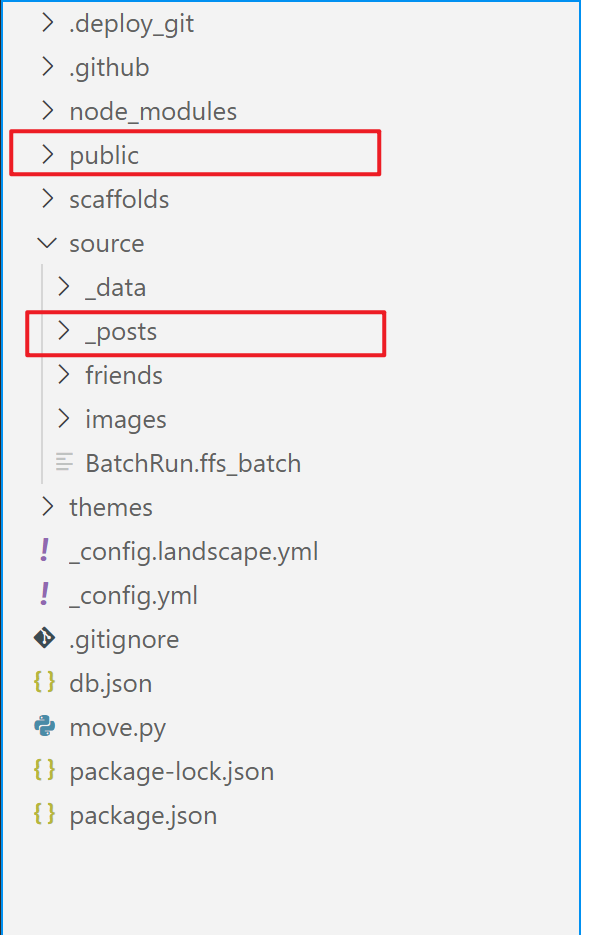 .deploy_git
.github
node_modules
public
scaffolds
source
_data
_posts
friends
images
BatchRun.ffs_batch
themes
_config.landscape.yml
_config.yml
.gitignore
db.json
move.py
package-lock.json
package.json